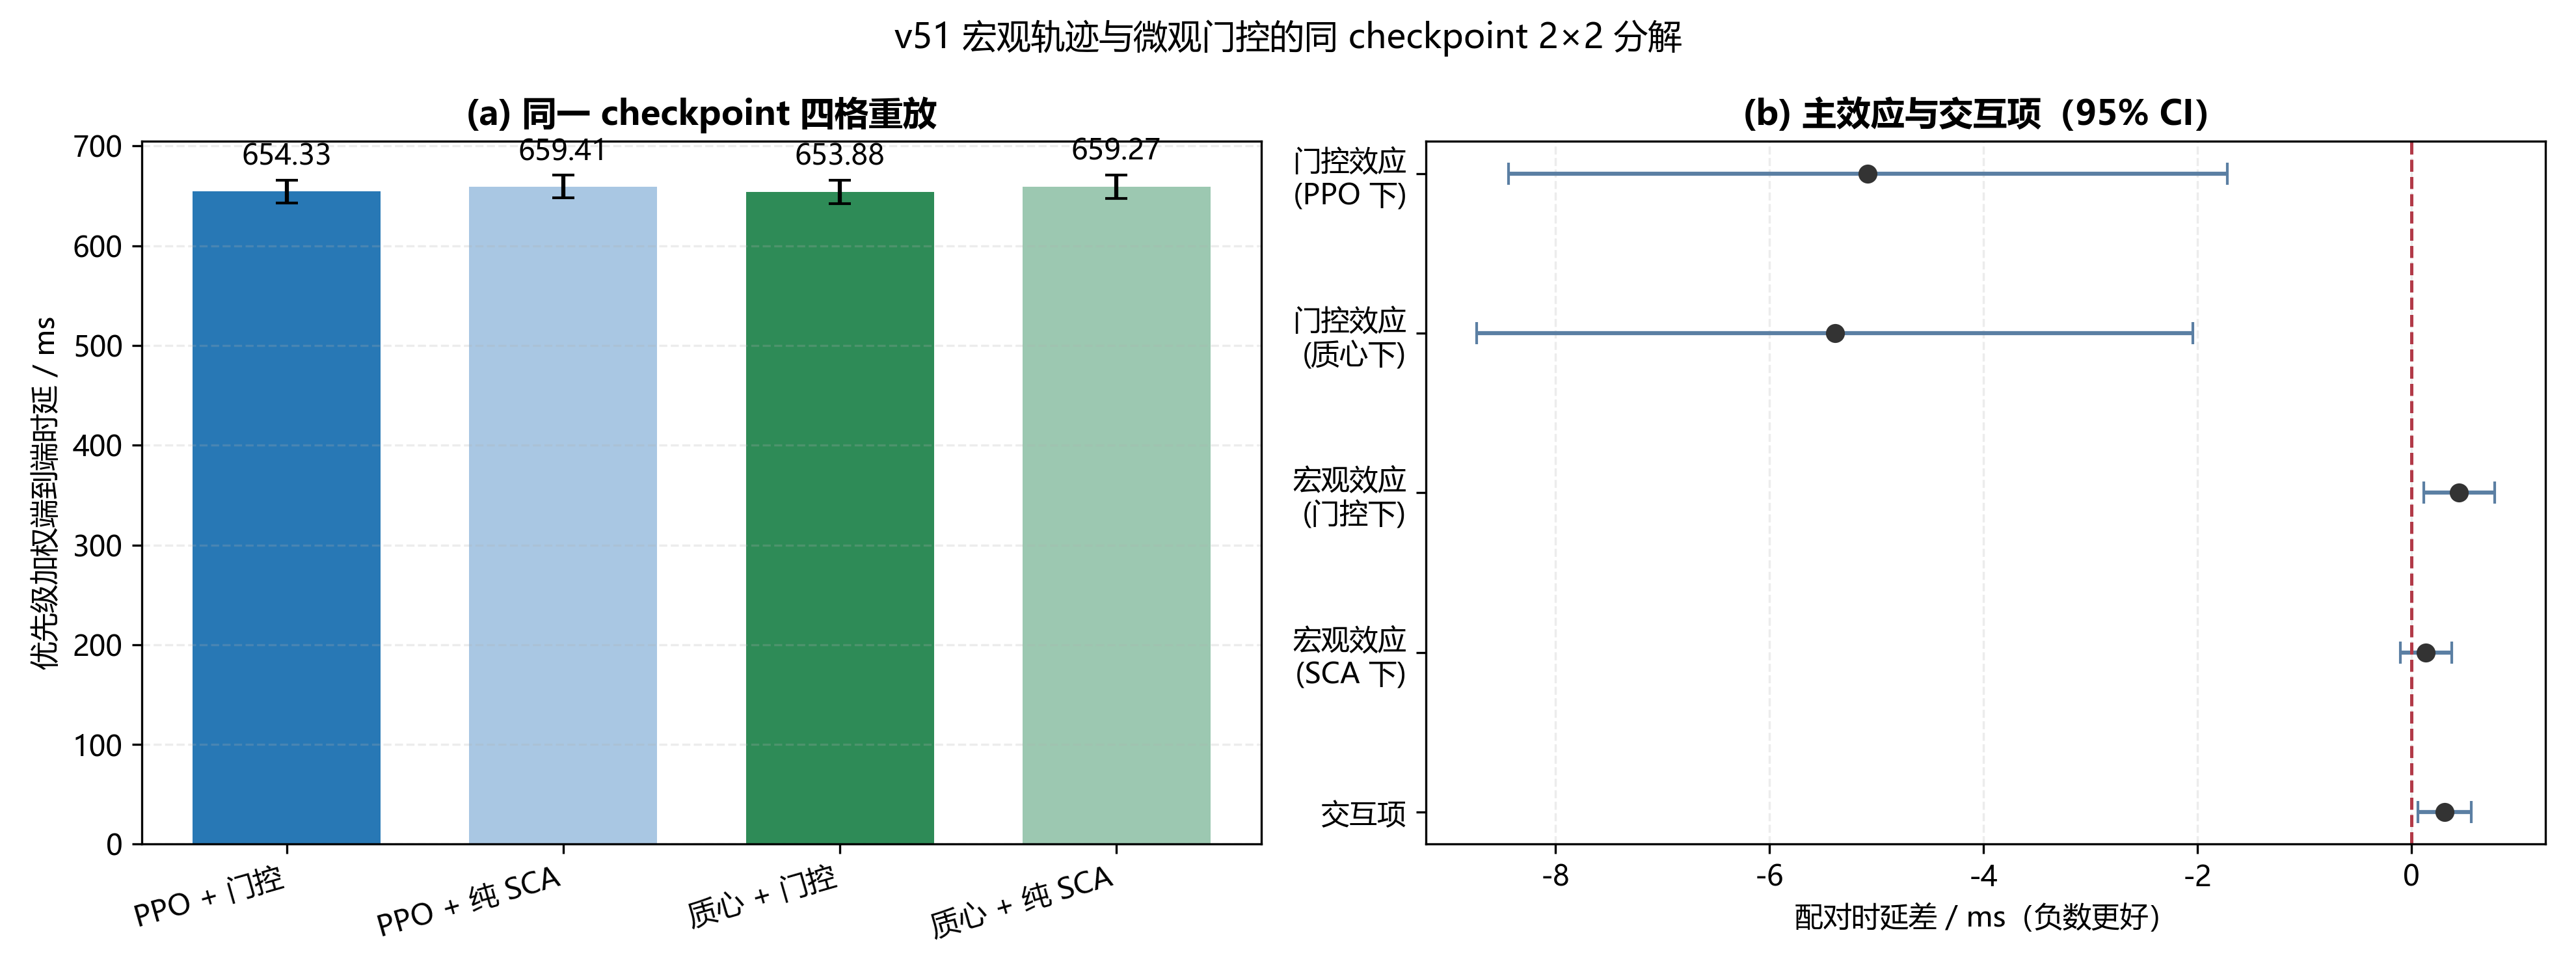 v51 宏观轨迹与微观门控的同 checkpoint 2×2 分解
(a) 同一 checkpoint 四格重放
优先级加权端到端时延 / ms
700
600
500
400
300
200
100
0
654.33
659.41
653.88
659.27
PPO + 门控
PPO + 纯 SCA
质心 + 门控
质心 + 纯 SCA
(b) 主效应与交互项（95% CI）
门控效应
(PPO 下)
门控效应
(质心下)
宏观效应
(门控下)
宏观效应
(SCA 下)
交互项
-8
-6
-4
-2
0
配对时延差 / ms（负数更好）